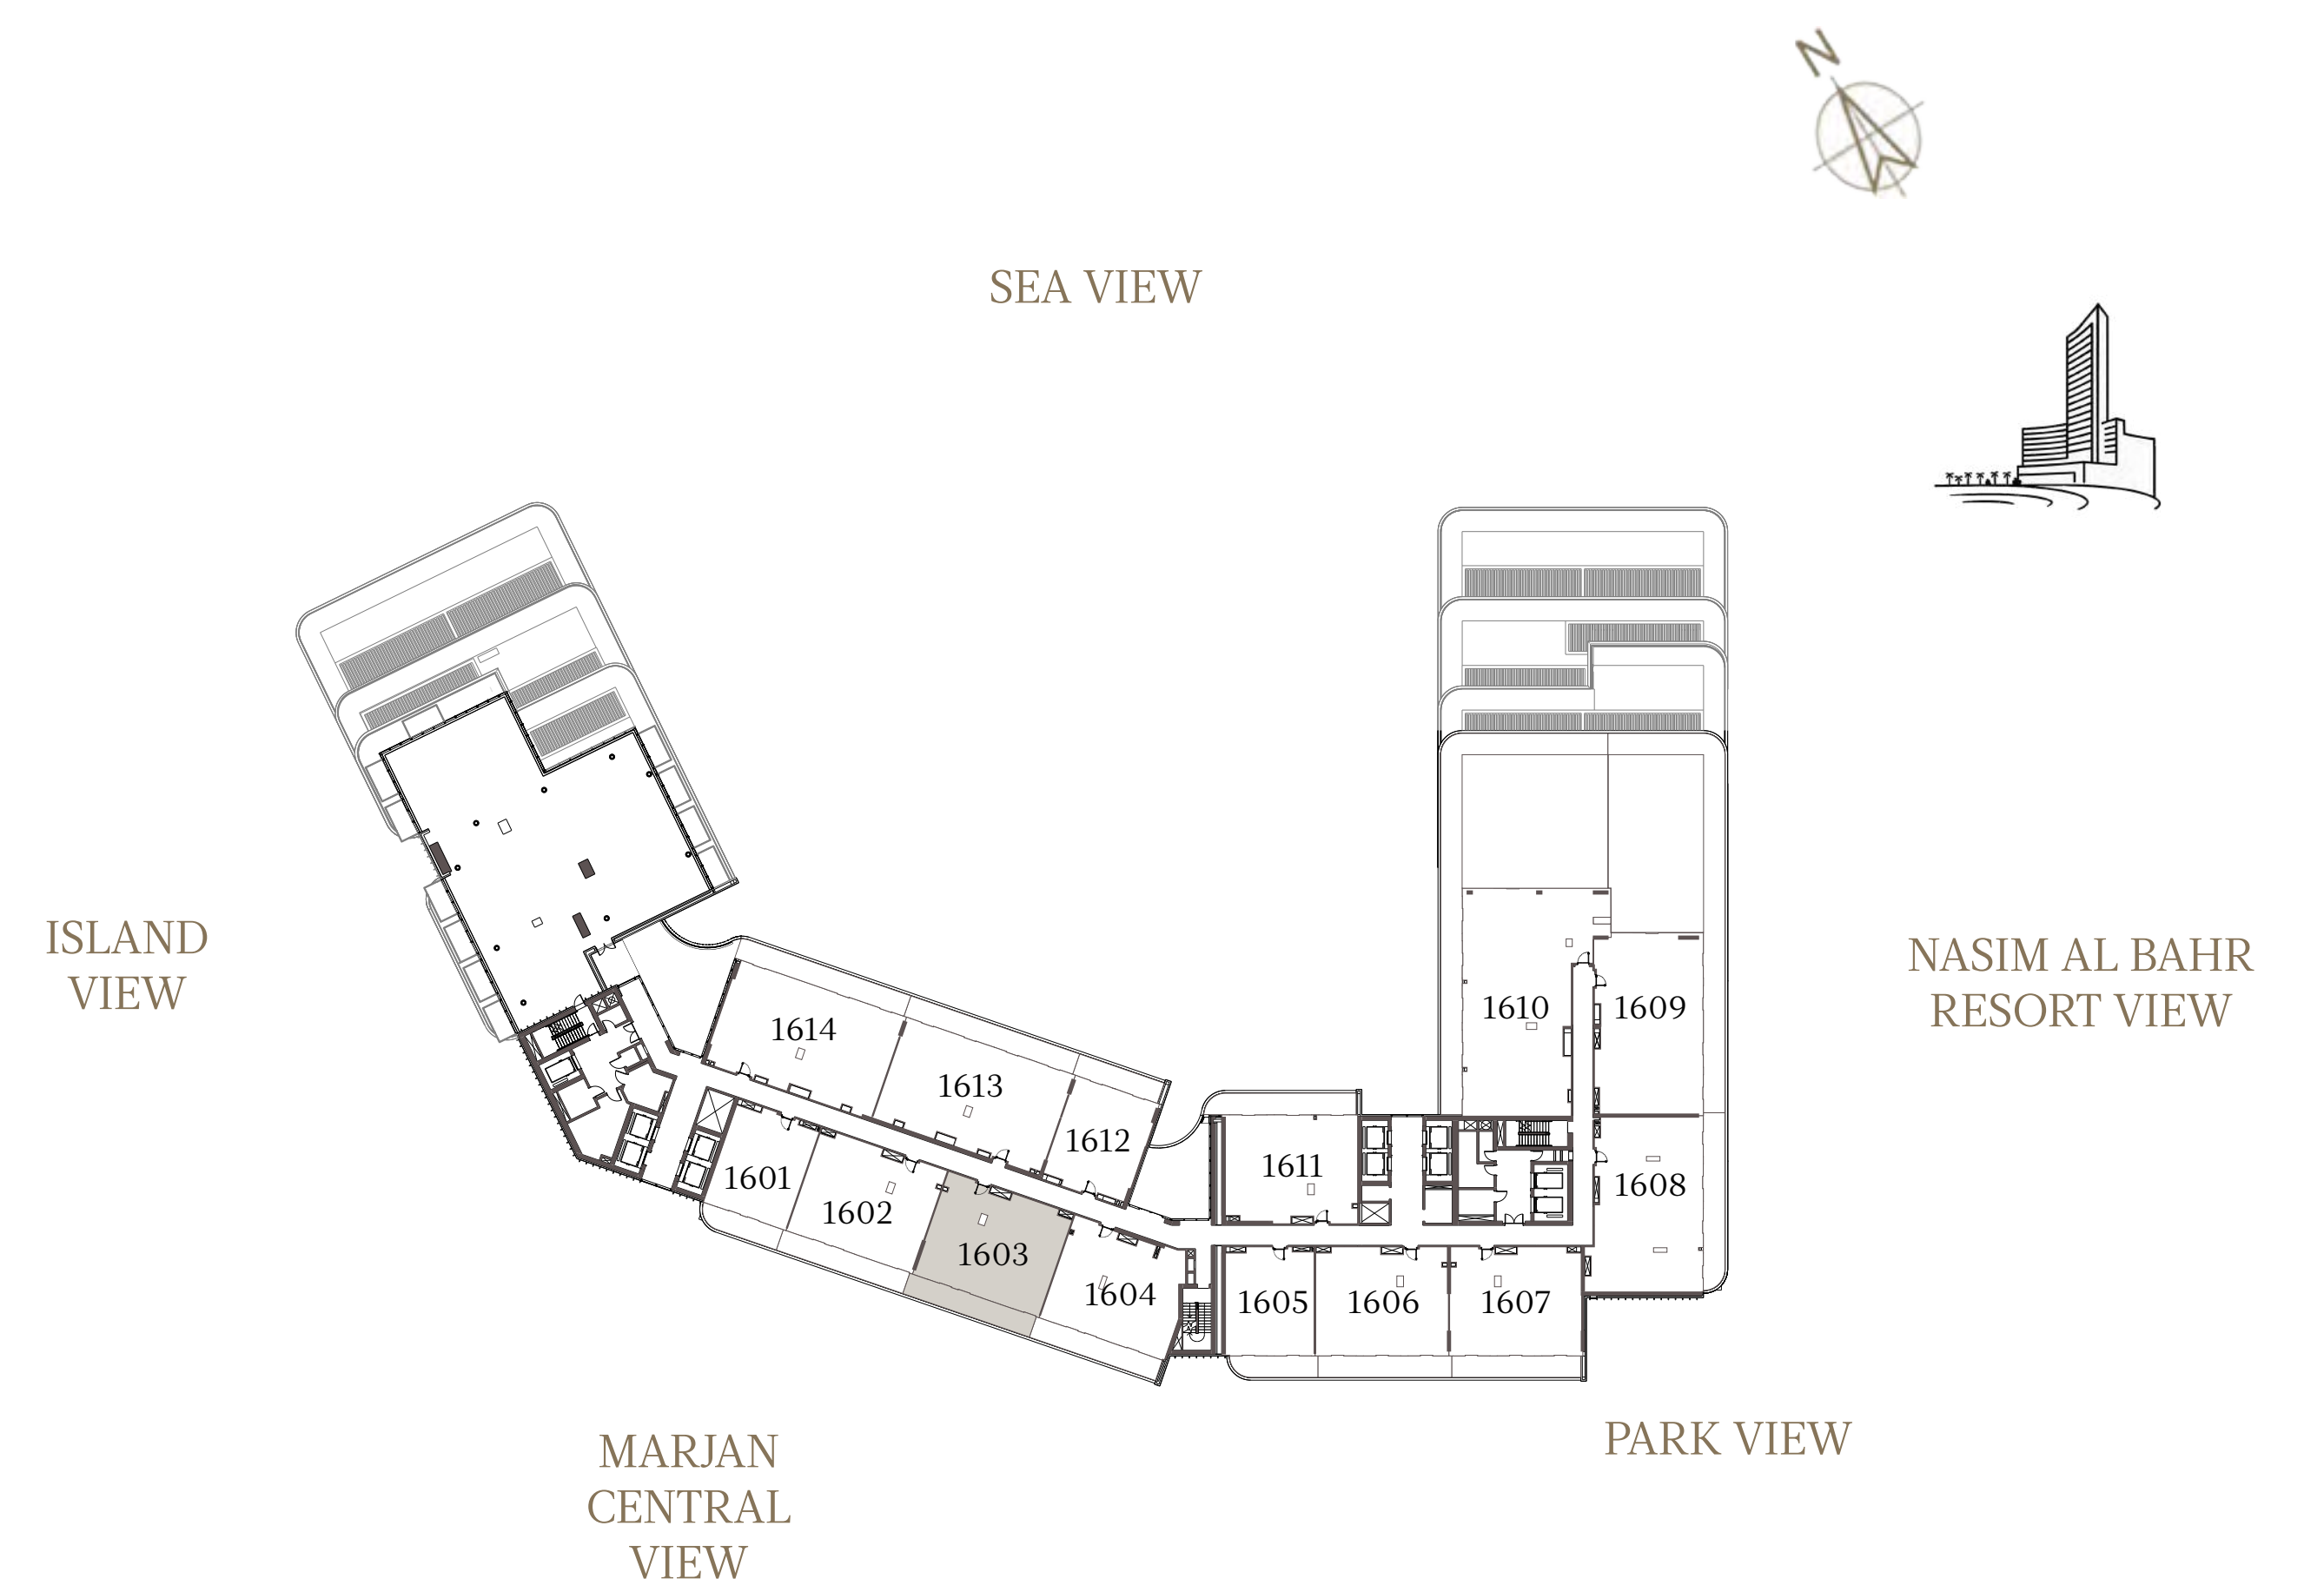 N
SEA VIEW
ISLAND
VIEW
NASIM AL BAHR
RESORT VIEW
1610
1609
1614
1613
1612
1611
1601
1602
1603
1604
1608
1605
1606
1607
MARJAN
CENTRAL
VIEW
PARK VIEW